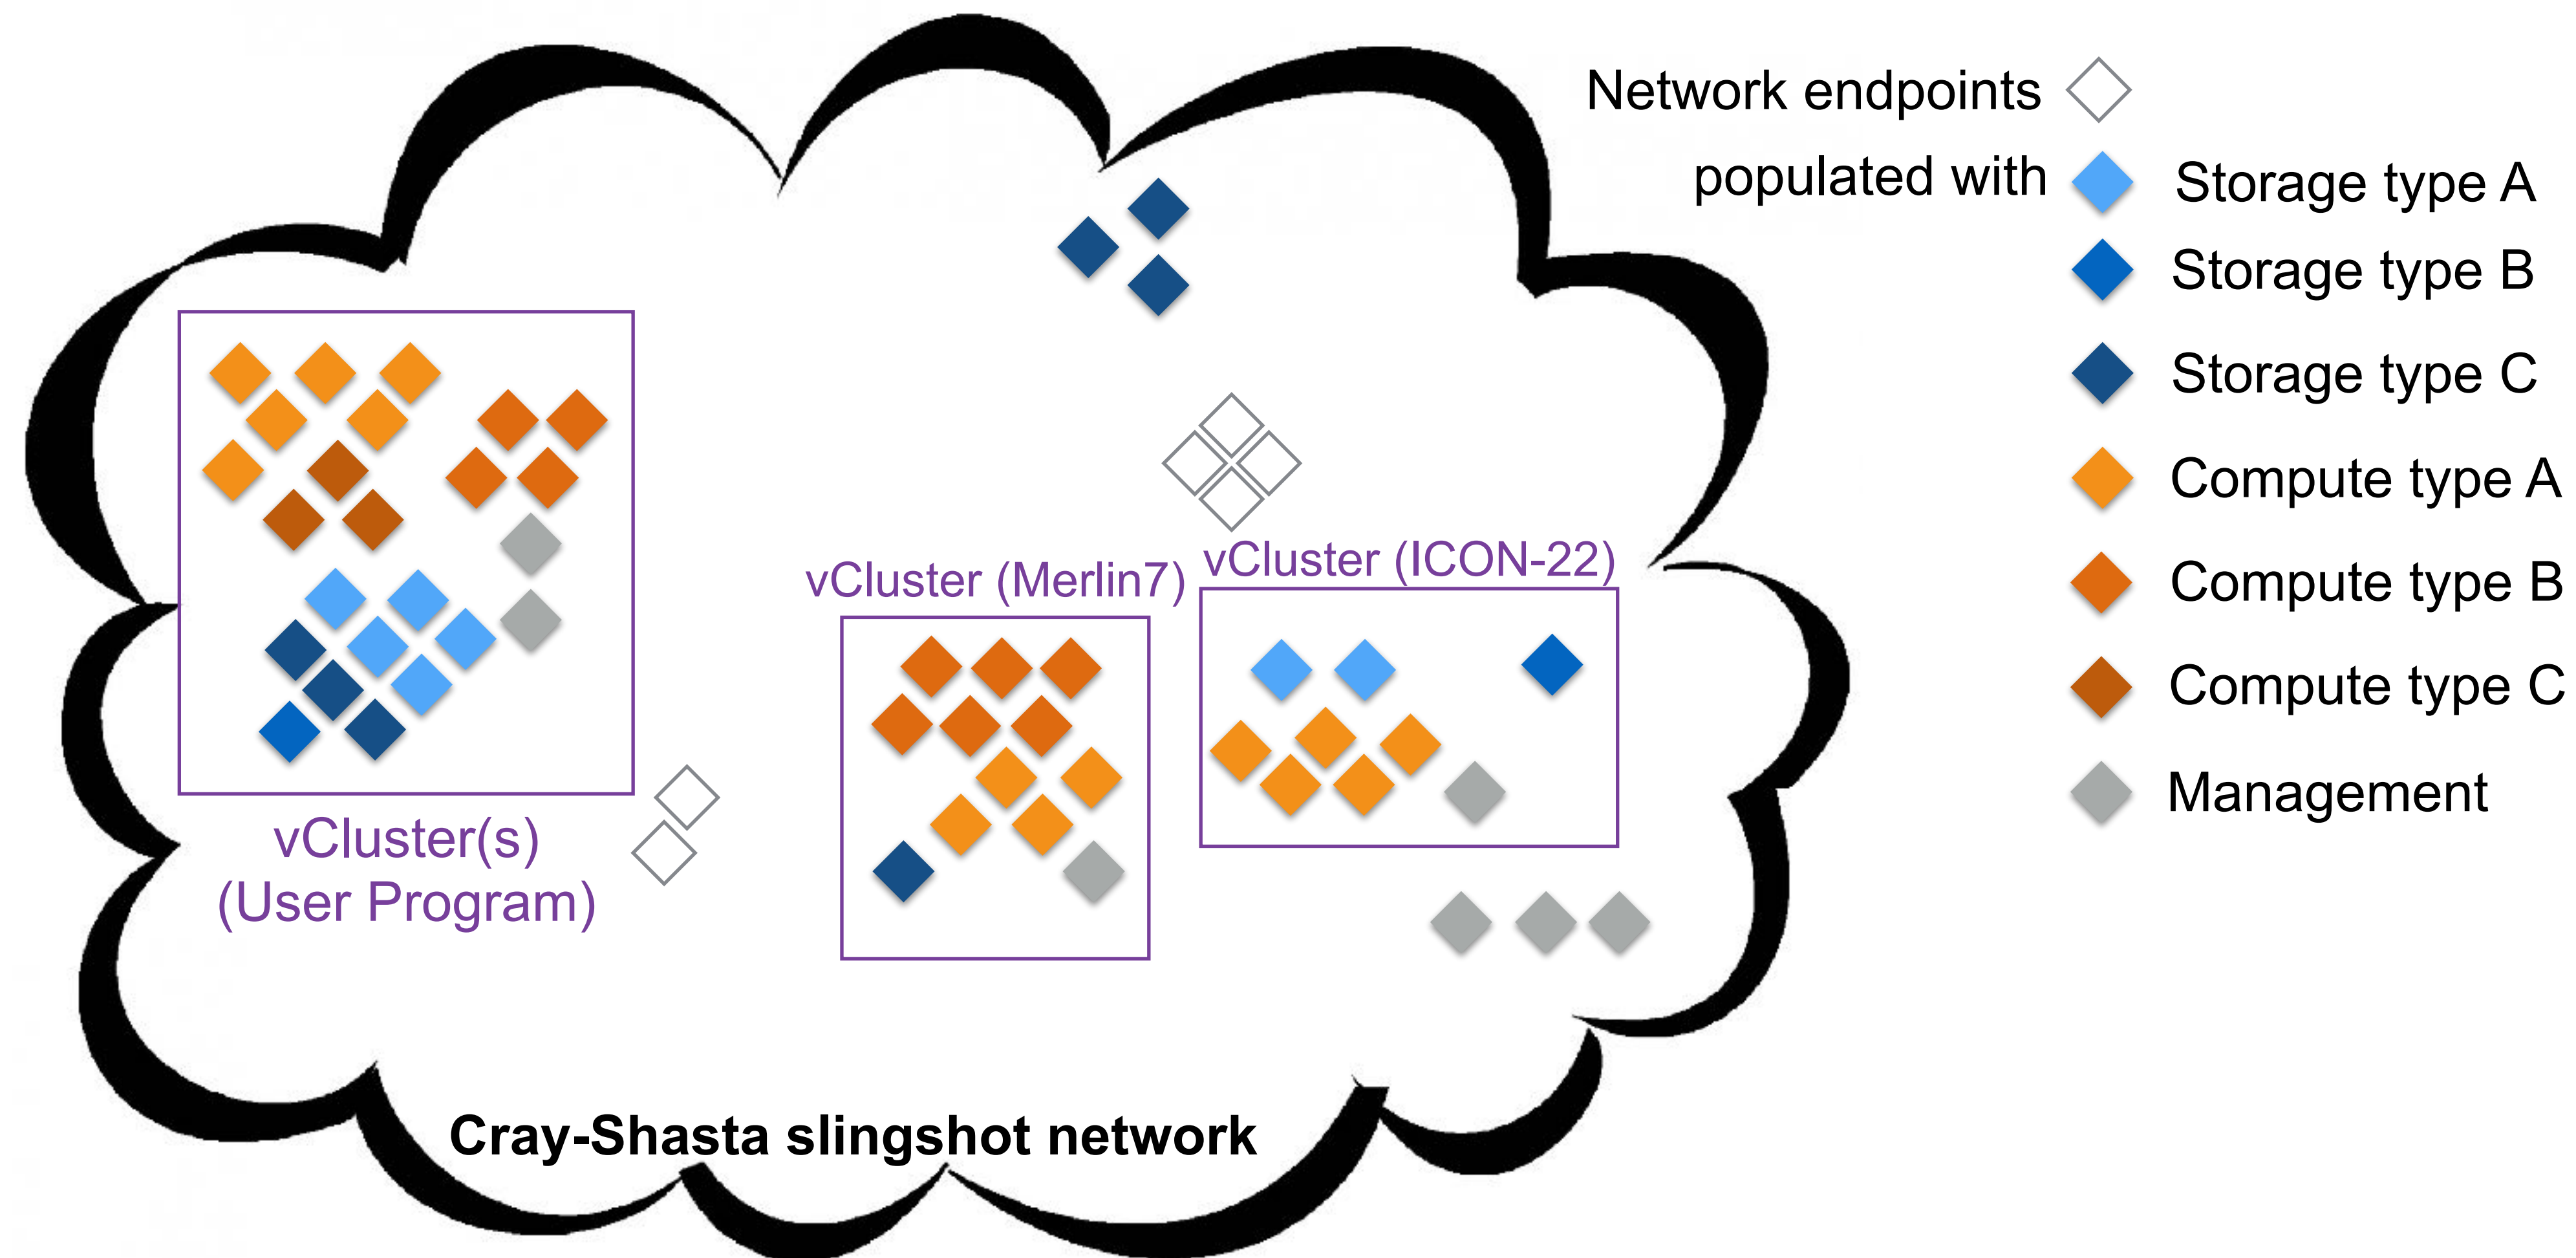 Network endpoints
populated with
Storage type A
Storage type B
Storage type C
Compute type A
Compute type B
Compute type C
Management
vCluster (Merlin7)
vCluster (ICON-22)
vCluster(s)
(User Program)
Cray-Shasta slingshot network